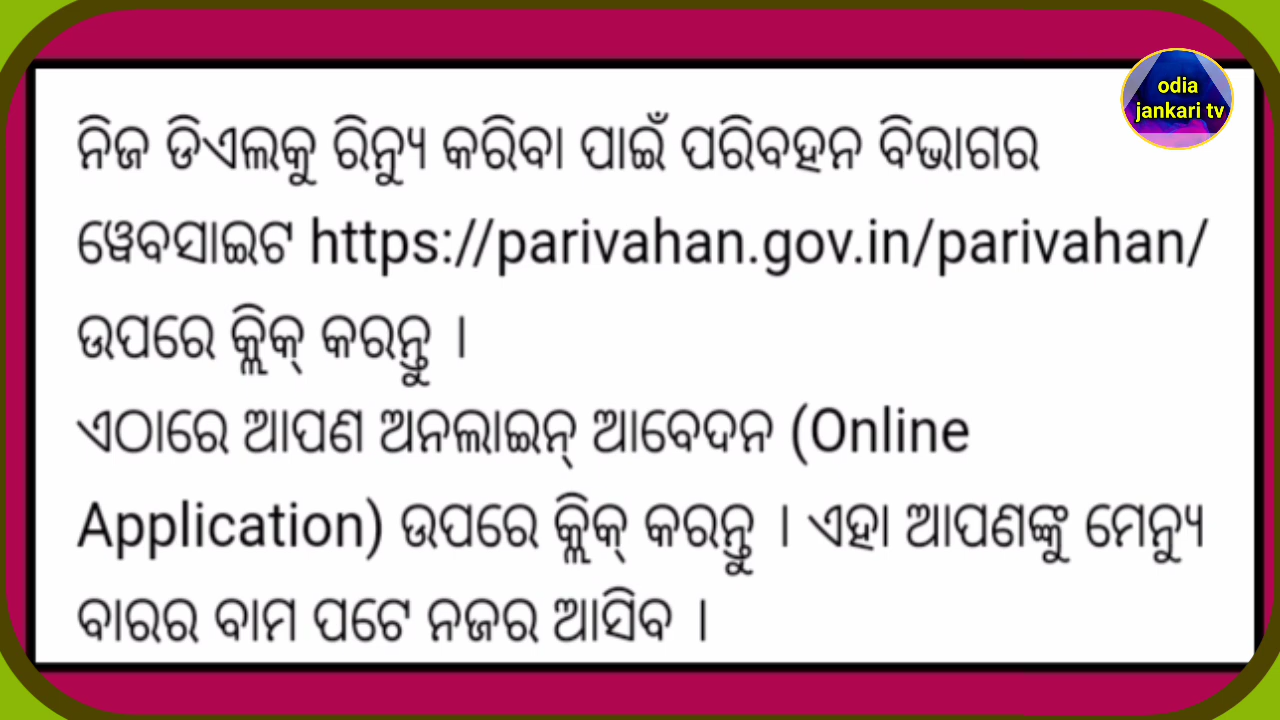 odia
jankari tv
ନିଜ ଡିଏଲକୁ ରିନ୍ୟୁ କରିବା ପାଇଁ ପରିବହନ ବିଭାଗର
ୱେବସାଇଟ https://parivahan.gov.in/parivahan/
ଉପରେ କ୍ଲିକ୍ କରନ୍ତୁ ।
ଏଠାରେ ଆପଣ ଅନଲାଇନ୍ ଆବେଦନ (Online
Application) ଉପରେ କ୍ଲିକ୍ କରନ୍ତୁ । ଏହା ଆପଣଙ୍କୁ ମେନ୍ୟୁ
ବାରର ବାମ ପଟେ ନଜର ଆସିବ ।